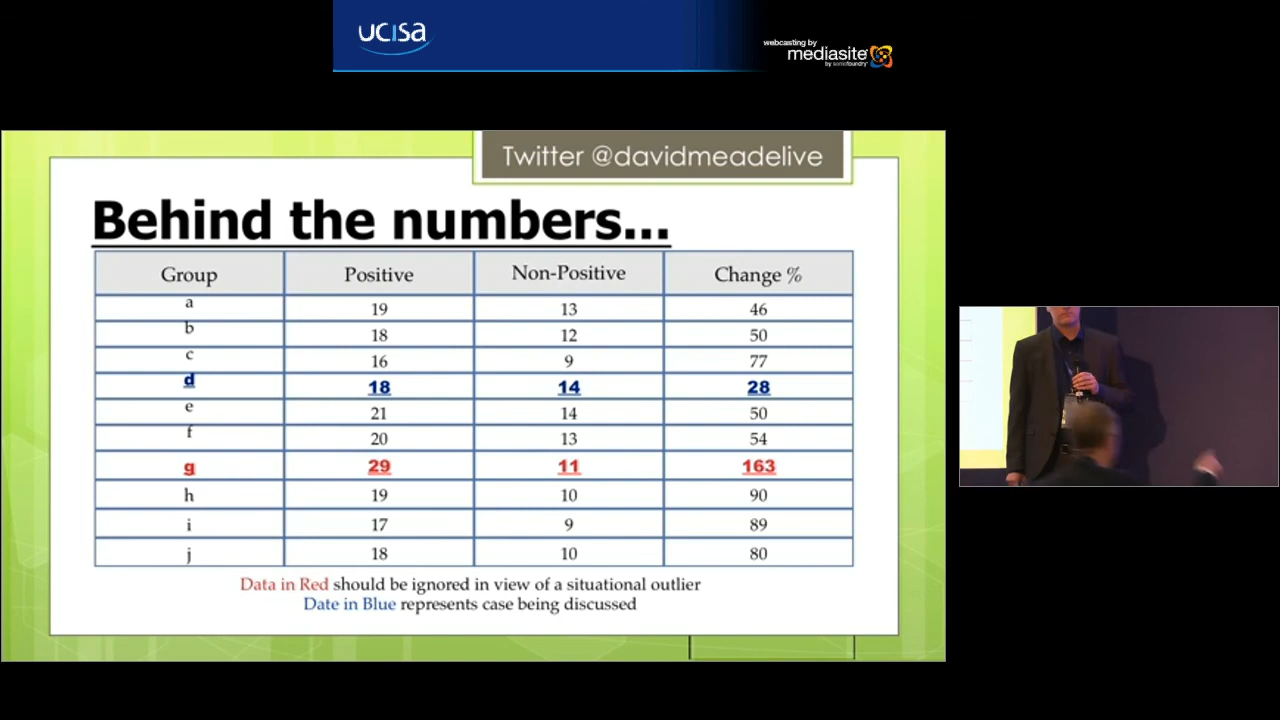 ucisa
webcasting by
mediasite
by sonicfoundry
Twitter @davidmeadelive
Behind the numbers...
Group Positive Non-Positive Change %
a 19 13 46
b 18 12 50
c 16 9 77
d 18 14 28
e 21 14 50
f 20 13 54
g 29 11 163
h 19 10 90
i 17 9 89
j 18 10 80
Data in Red should be ignored in view of a situational outlier
Date in Blue represents case being discussed